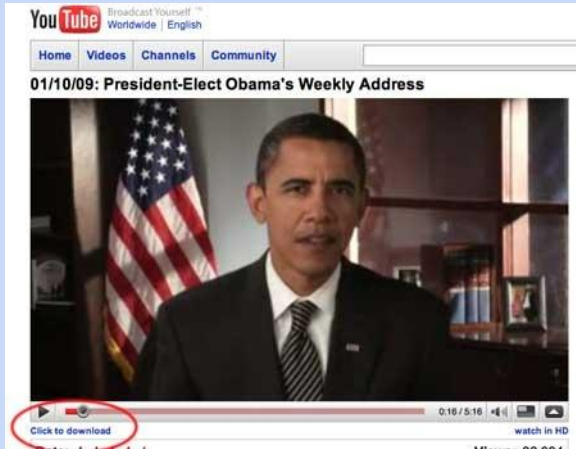 You Tube Broadcast Yourself ™
Worldwide | English
Home Videos Channels Community
01/10/09: President-Elect Obama's Weekly Address
0:16 / 5:16
Click to download watch in HD